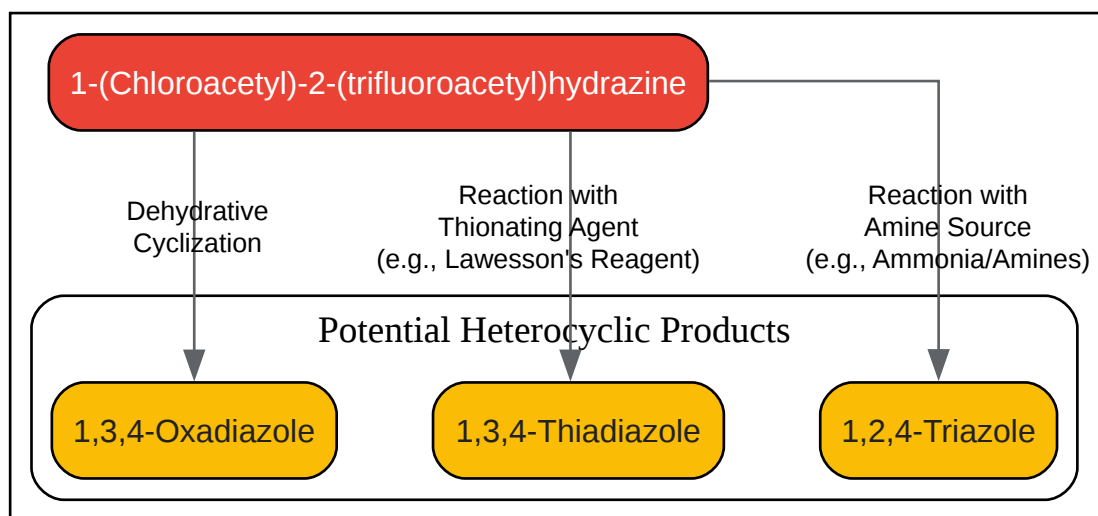 1-(Chloroacetyl)-2-(trifluoroacetyl)hydrazine
Dehydrative
Cyclization
Reaction with
Thionating Agent
(e.g., Lawesson's Reagent)
Reaction with
Amine Source
(e.g., Ammonia/Amines)
Potential Heterocyclic Products
1,3,4-Oxadiazole
1,3,4-Thiadiazole
1,2,4-Triazole